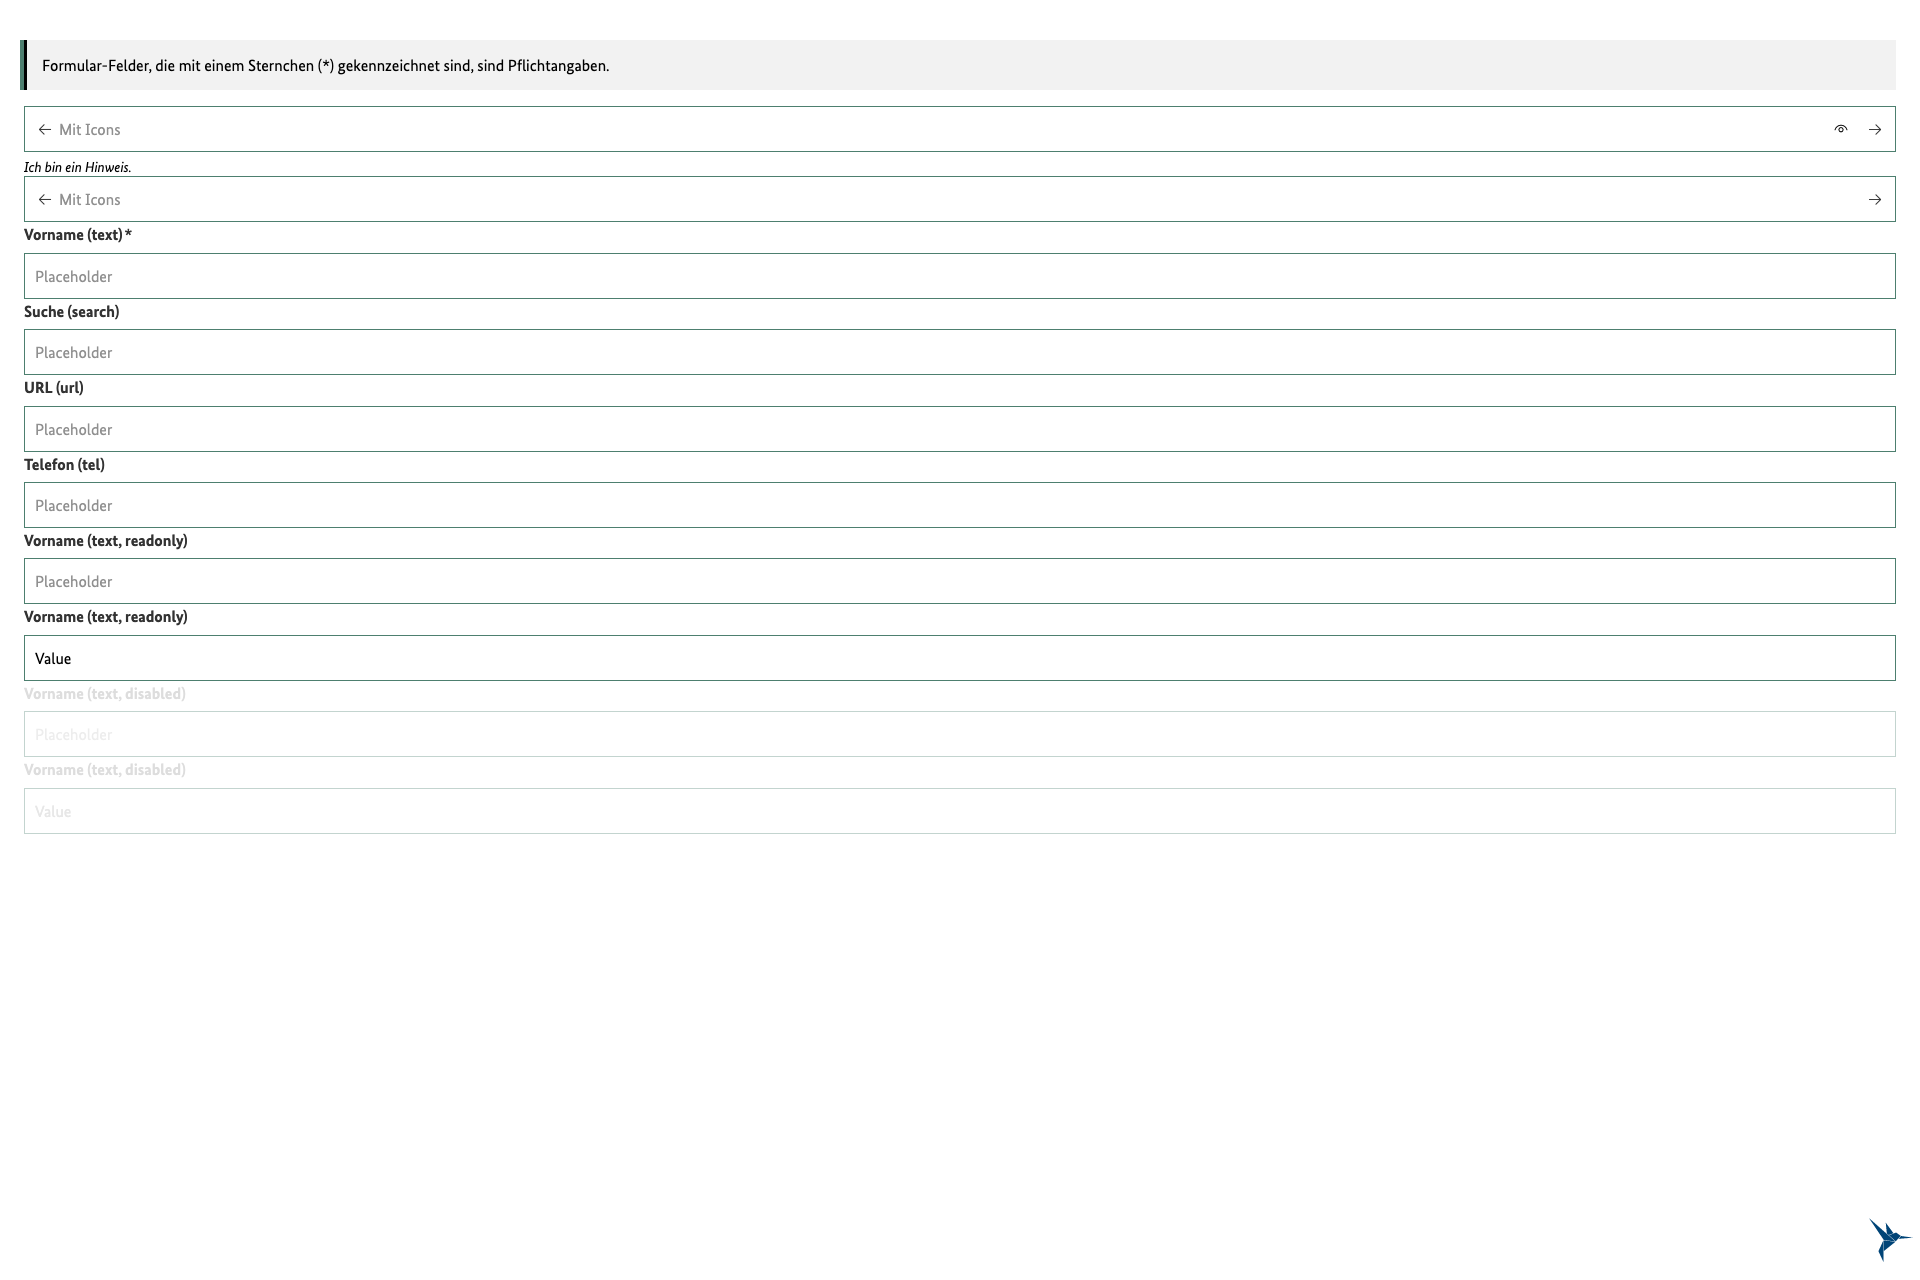 Formular-Felder, die mit einem Sternchen (*) gekennzeichnet sind, sind Pflichtangaben.
Mit Icons
Ich bin ein Hinweis.
Mit Icons
Vorname (text)*
Placeholder
Suche (search)
Placeholder
URL (url)
Placeholder
Telefon (tel)
Placeholder
Vorname (text, readonly)
Placeholder
Vorname (text, readonly)
Value
Vorname (text, disabled)
Placeholder
Vorname (text, disabled)
Value